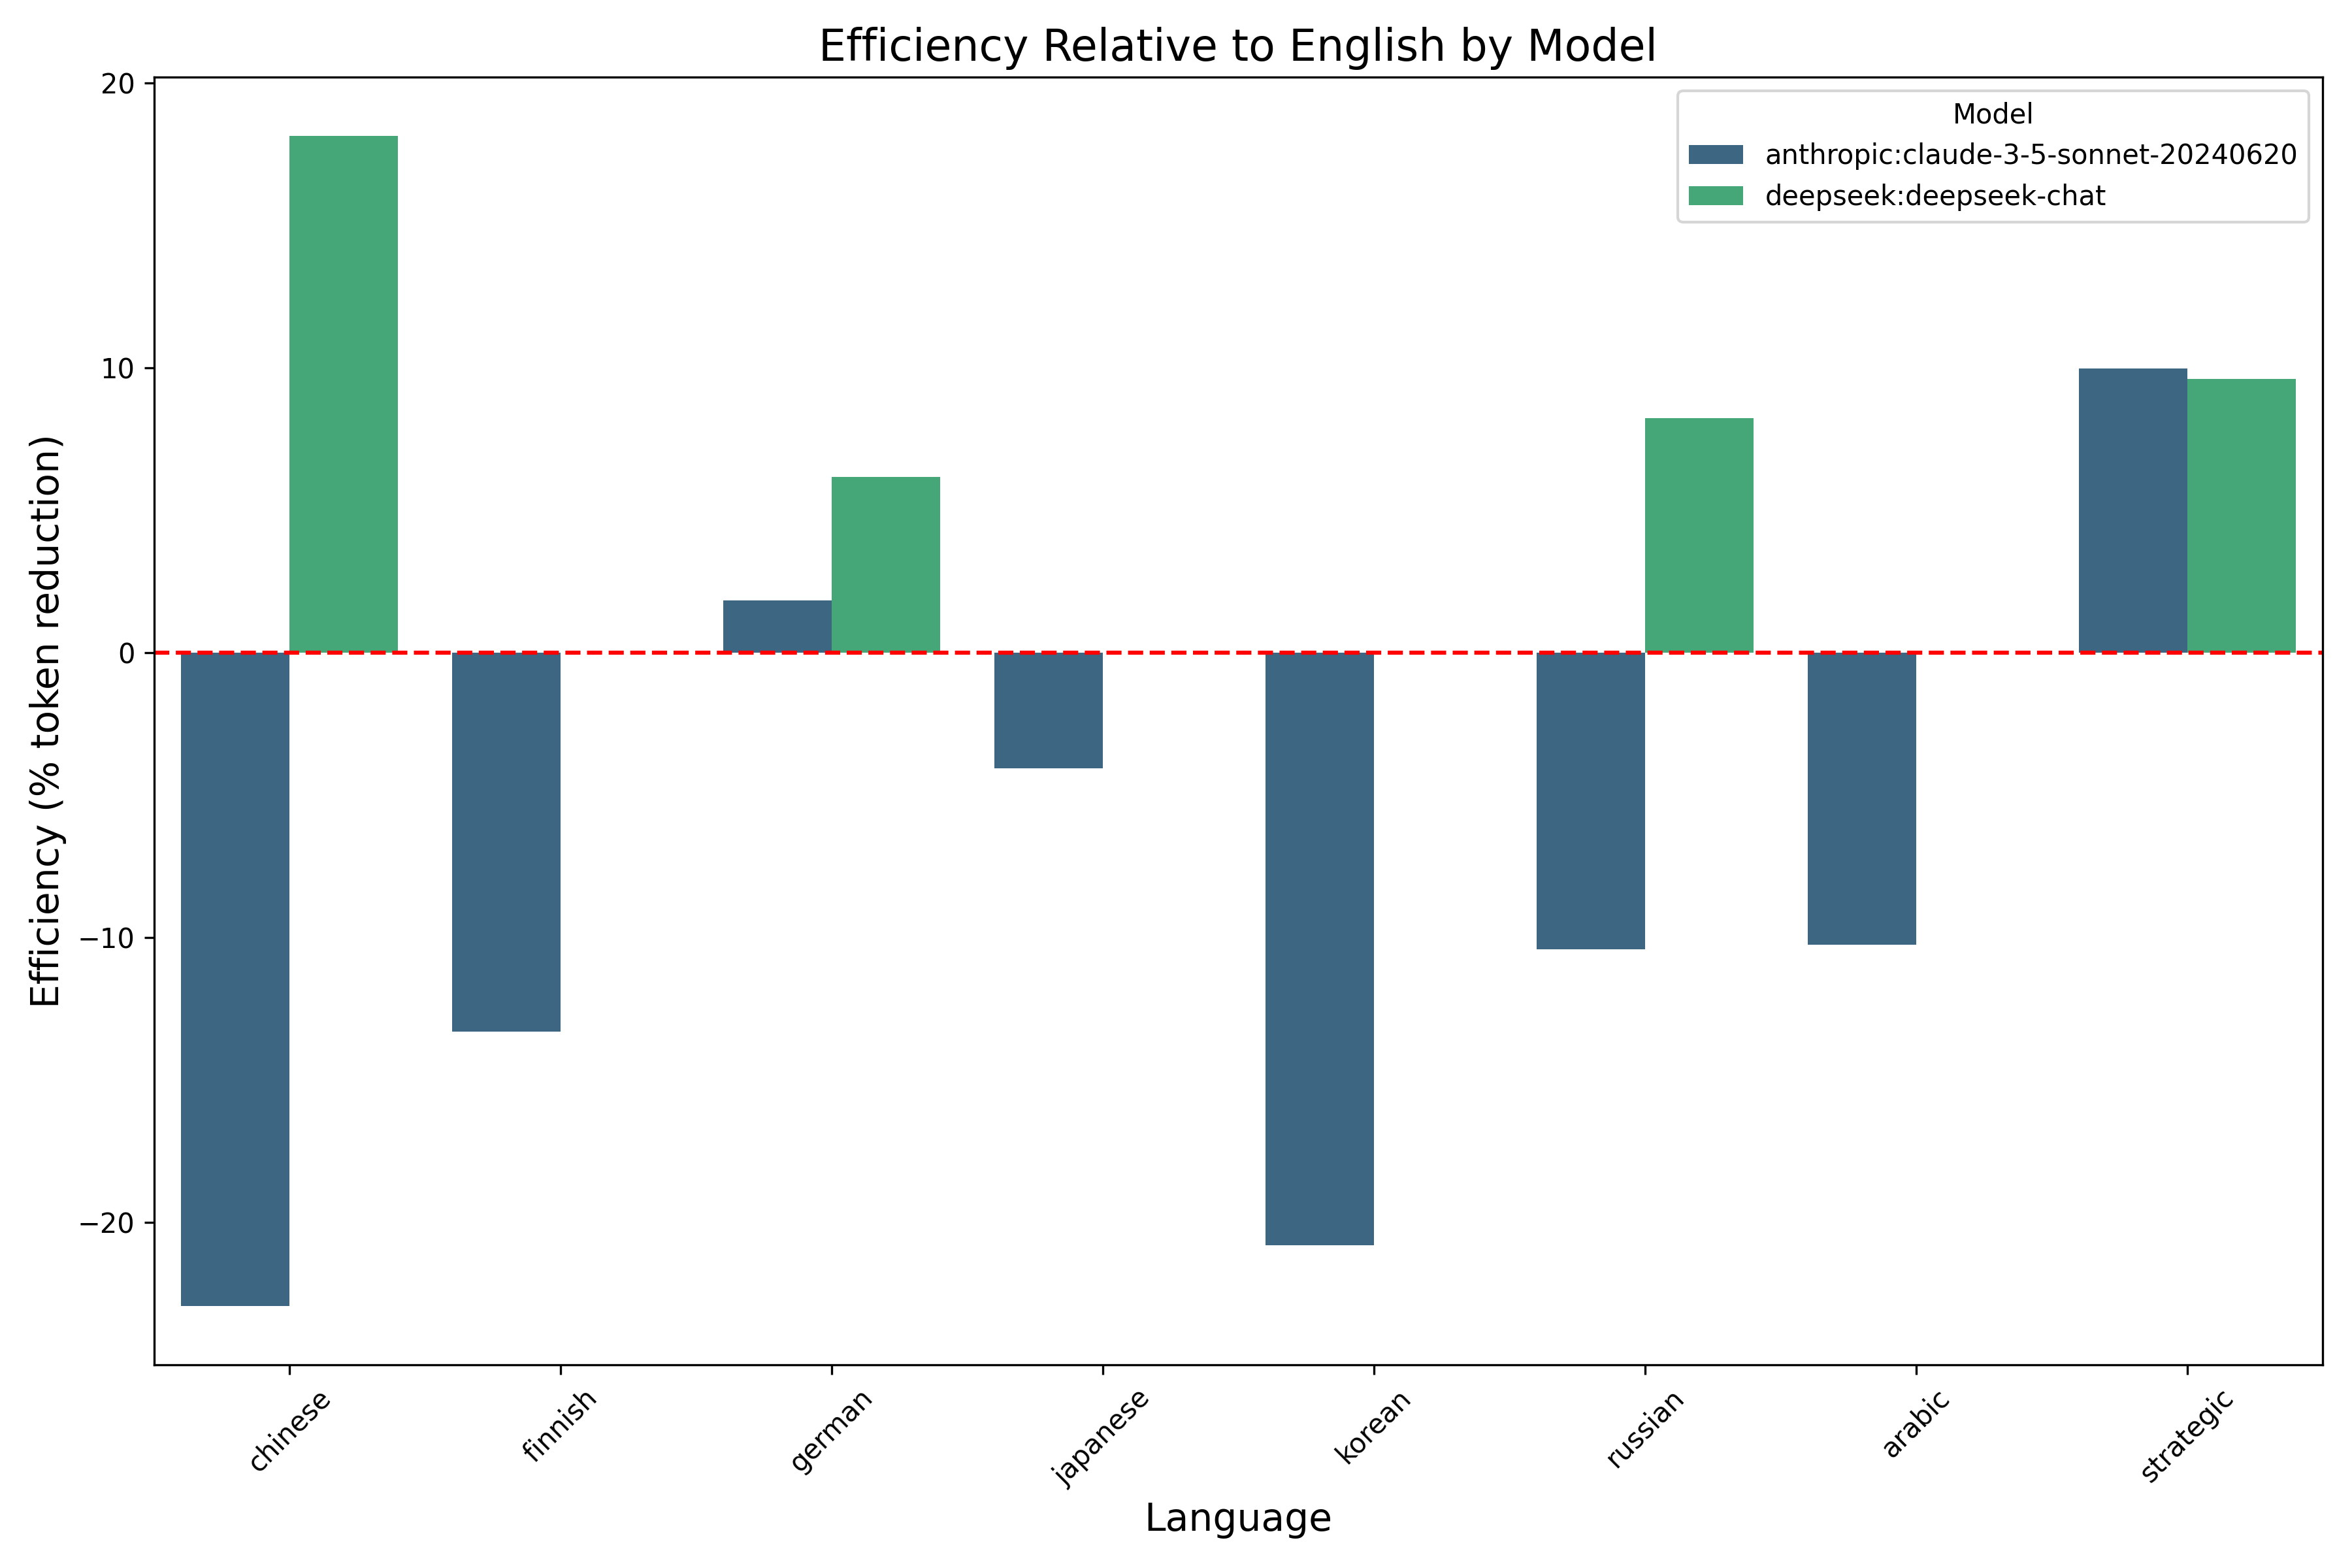 Efficiency Relative to English by Model
Model
anthropic:claude-3-5-sonnet-20240620
deepseek:deepseek-chat
Efficiency (% token reduction)
20
10
0
−10
−20
chinese
finnish
german
japanese
korean
russian
arabic
strategic
Language